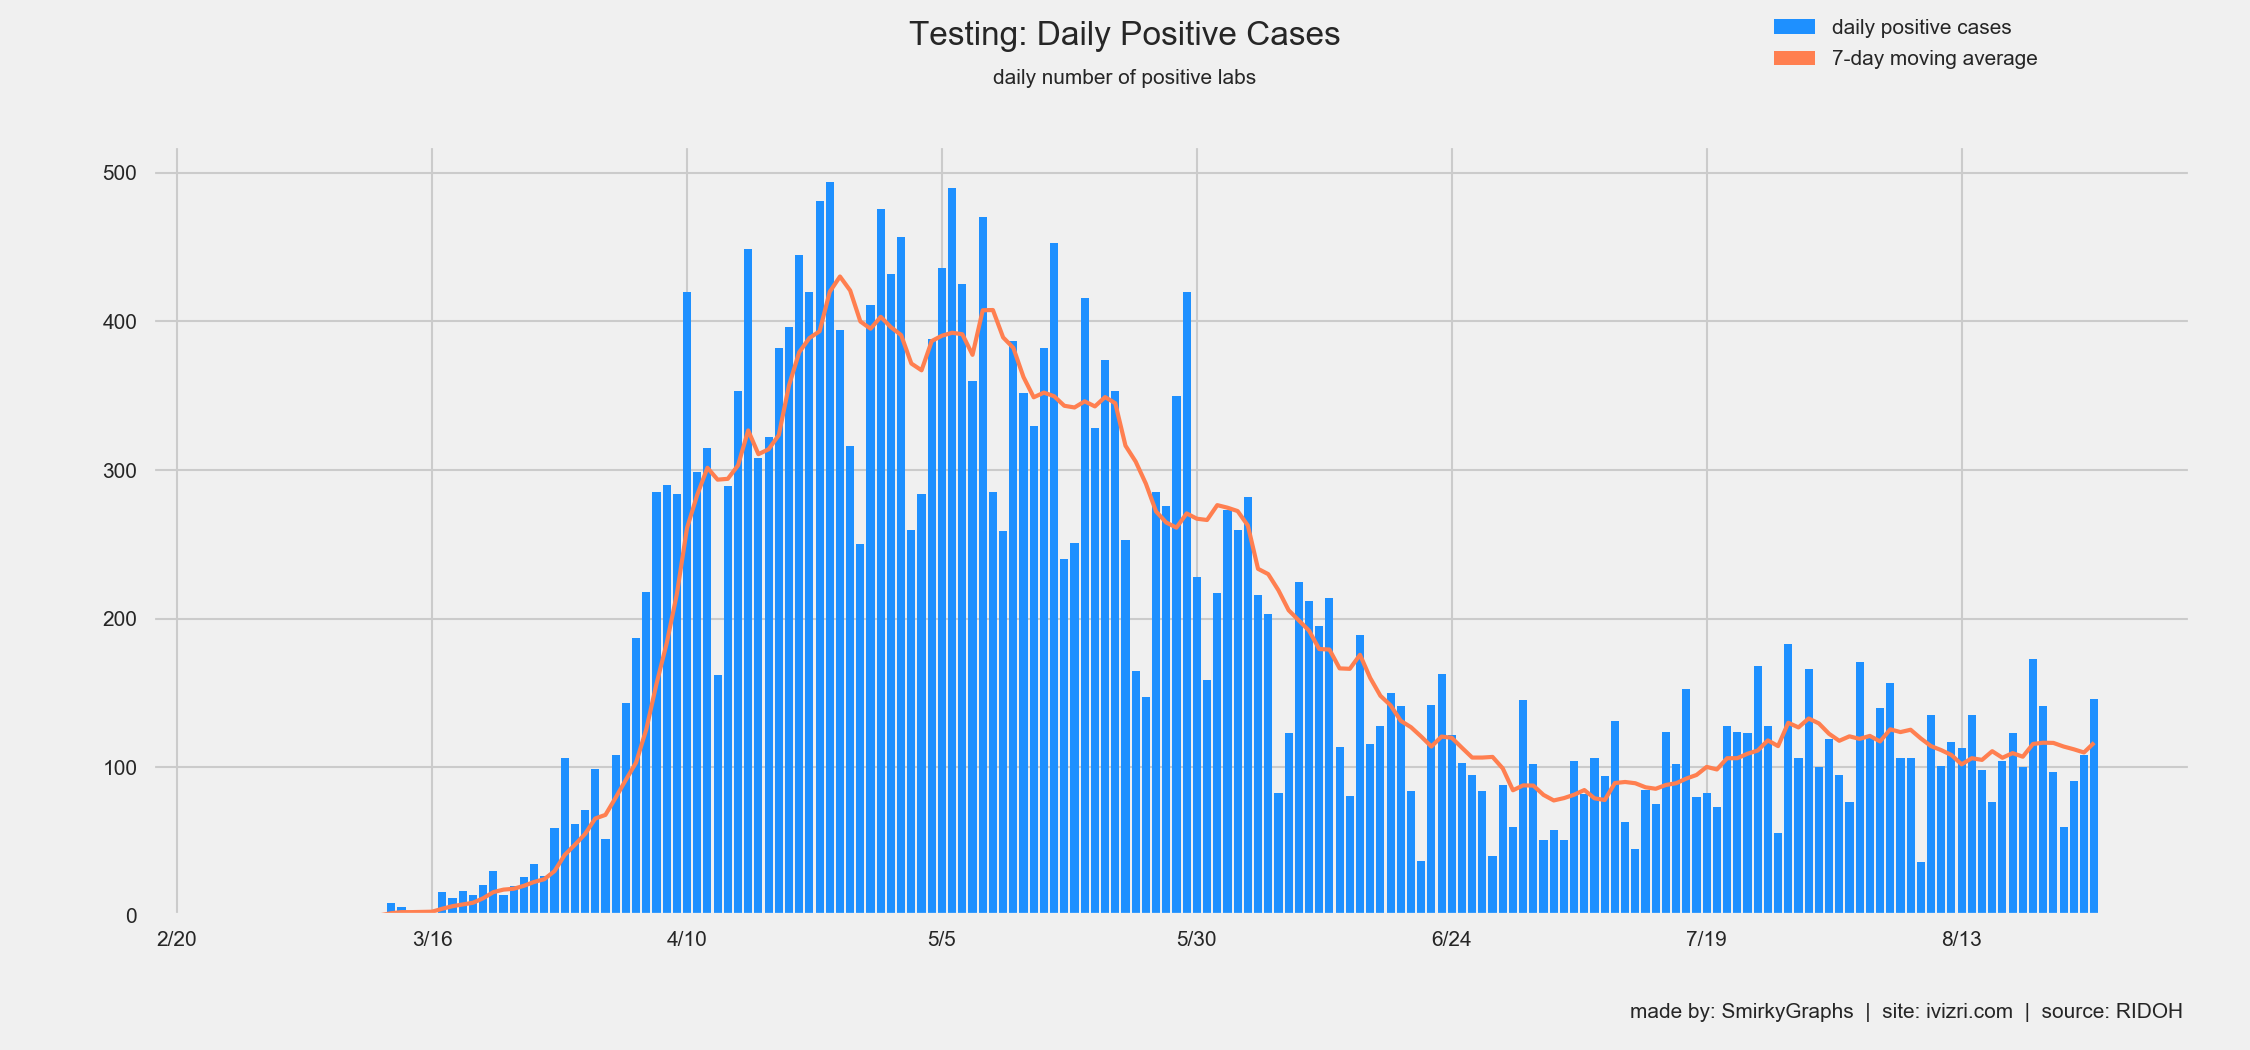 Testing: Daily Positive Cases
daily number of positive labs
daily positive cases
7-day moving average
500
400
300
200
100
0
2/20 3/16 4/10 5/5 5/30 6/24 7/19 8/13
made by: SmirkyGraphs | site: ivizri.com | source: RIDOH